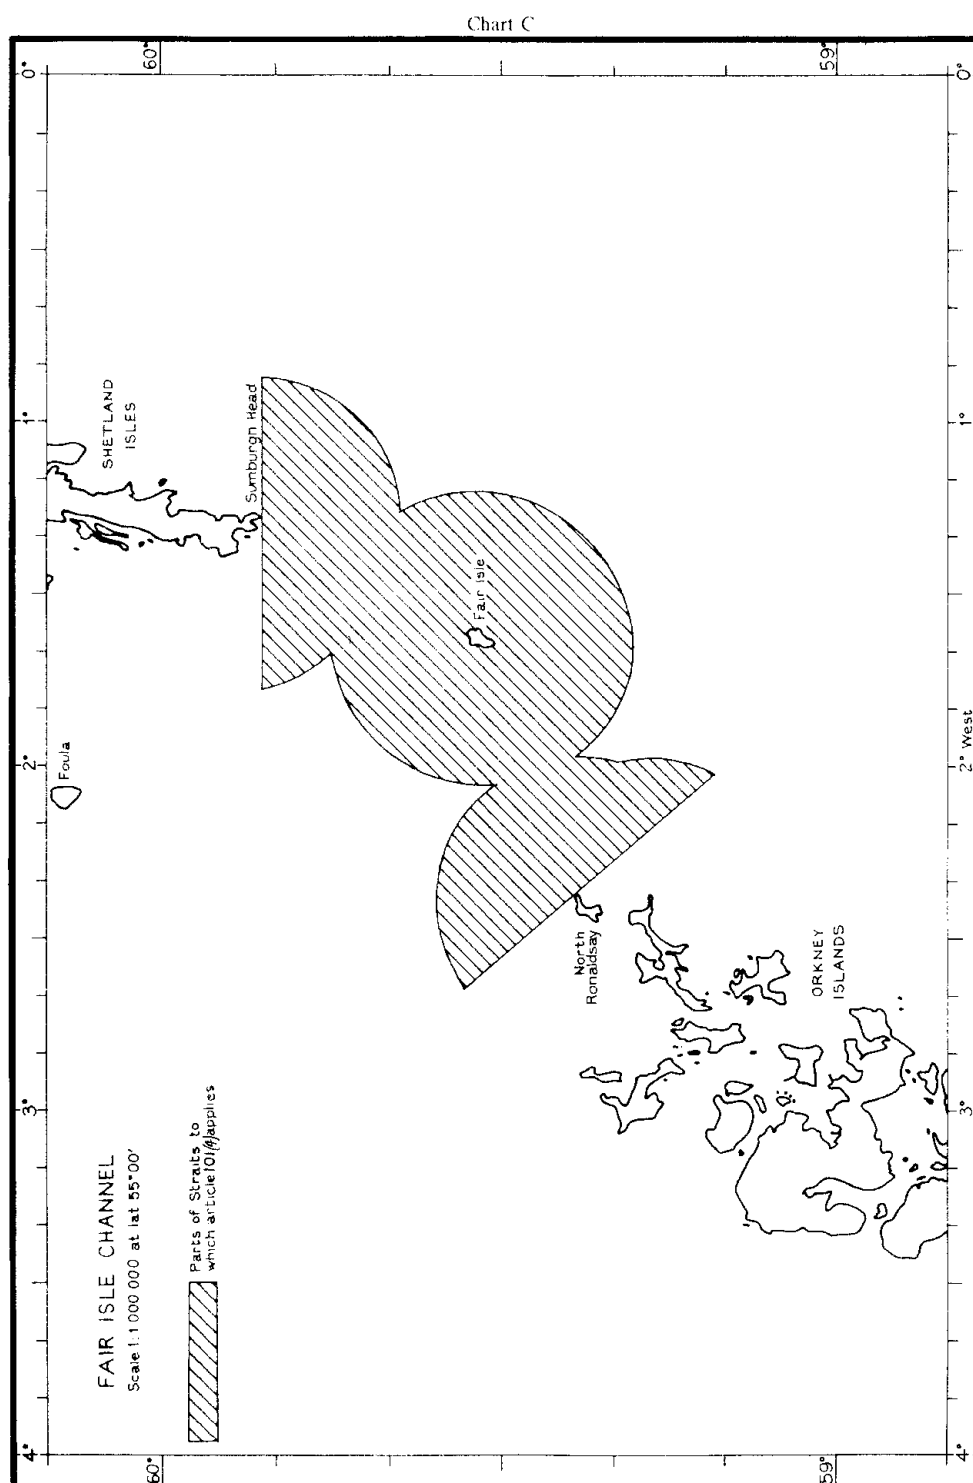 Chart C
FAIR ISLE CHANNEL
Scale 1:1 000 000 at lat 55°00'
Parts of Straits to
which article 101(4) applies
4°
3°
2°
1°
0°
60°
60°
Foula
SHETLAND
ISLES
Sumburgh Head
Fair Isle
North
Ronaldsay
ORKNEY
ISLANDS
59°
59°
4°
3°
2° West
1°
0°